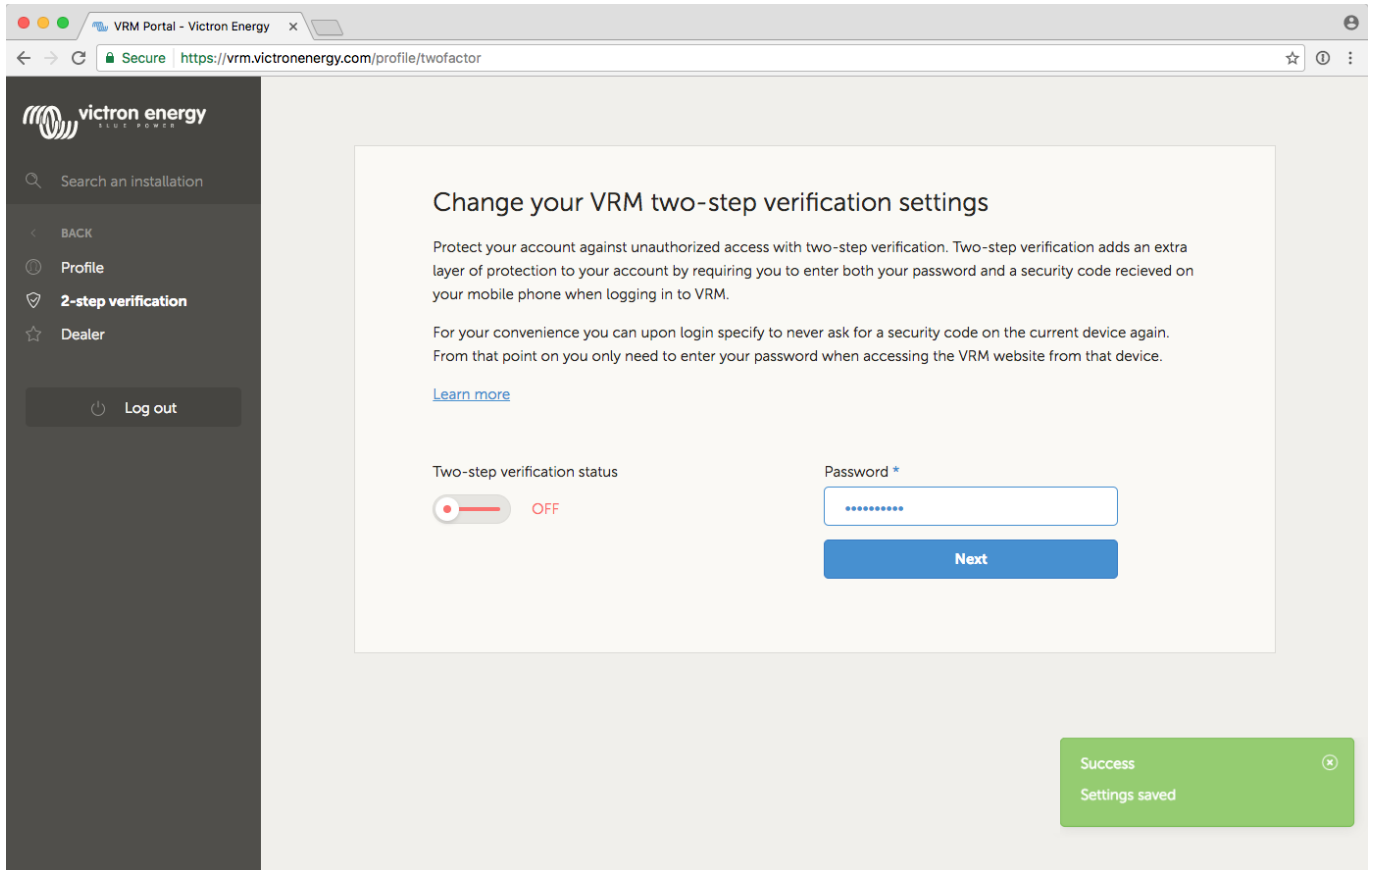 VRM Portal - Victron Energy
Secure https://vrm.victronenergy.com/profile/twofactor
victron energy
BLUE POWER
Search an installation
BACK
Profile
2-step verification
Dealer
Log out
Change your VRM two-step verification settings
Protect your account against unauthorized access with two-step verification. Two-step verification adds an extra
layer of protection to your account by requiring you to enter both your password and a security code recieved on
your mobile phone when logging in to VRM.
For your convenience you can upon login specify to never ask for a security code on the current device again.
From that point on you only need to enter your password when accessing the VRM website from that device.
Learn more
Two-step verification status
OFF
Password *
••••••••••
Next
Success
Settings saved